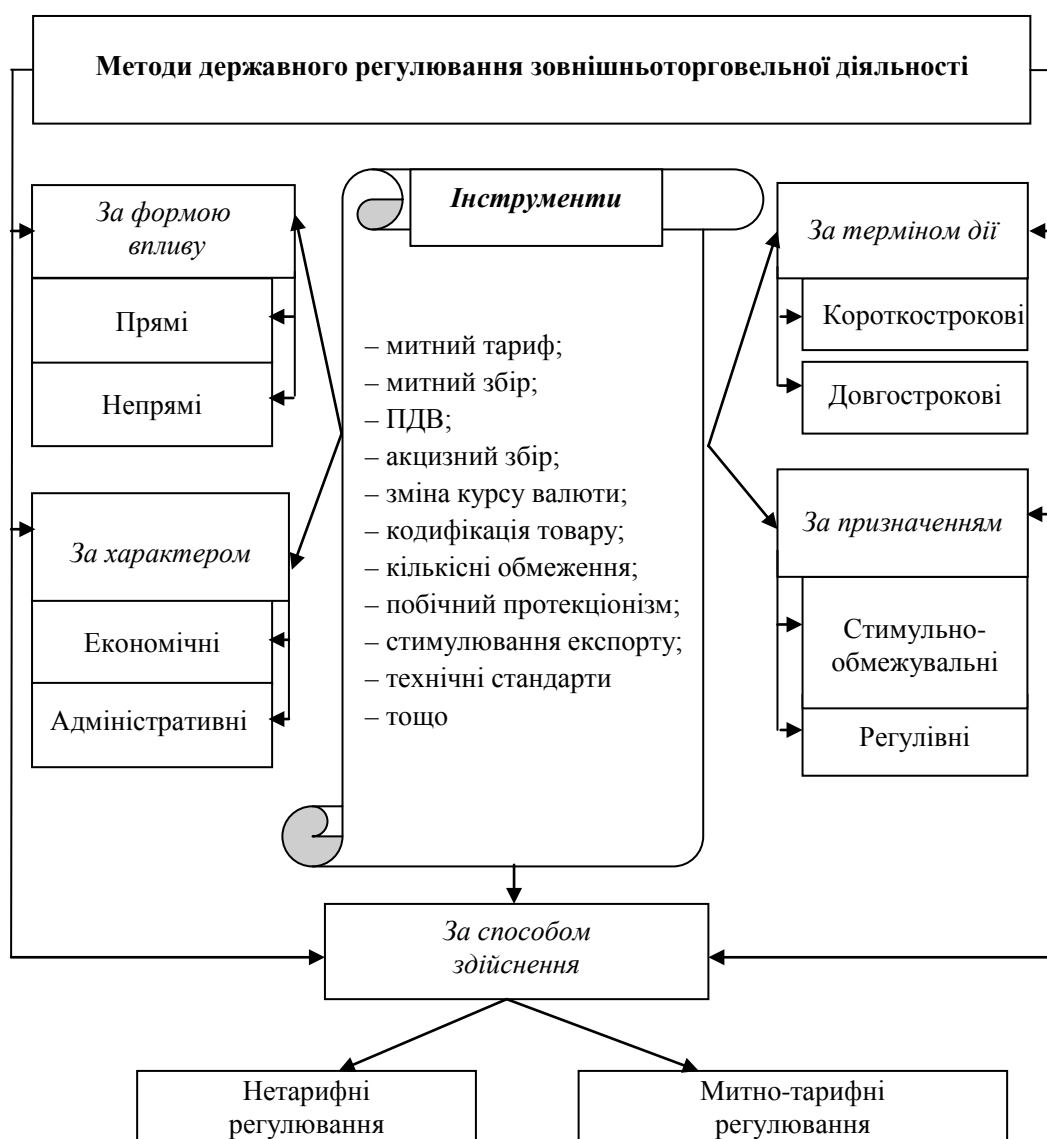 Методи державного регулювання зовнішньоторговельної діяльності
За формою
впливу
Прямі
Непрямі
За характером
Економічні
Адміністративні
Інструменти
– митний тариф;
– митний збір;
– ПДВ;
– акцизний збір;
– зміна курсу валюти;
– кодифікація товару;
– кількісні обмеження;
– побічний протекціонізм;
– стимулювання експорту;
– технічні стандарти
– тощо
За терміном дії
Короткострокові
Довгострокові
За призначенням
Стимульно-
обмежувальні
Регулівні
За способом
здійснення
Нетарифні
регулювання
Митно-тарифні
регулювання